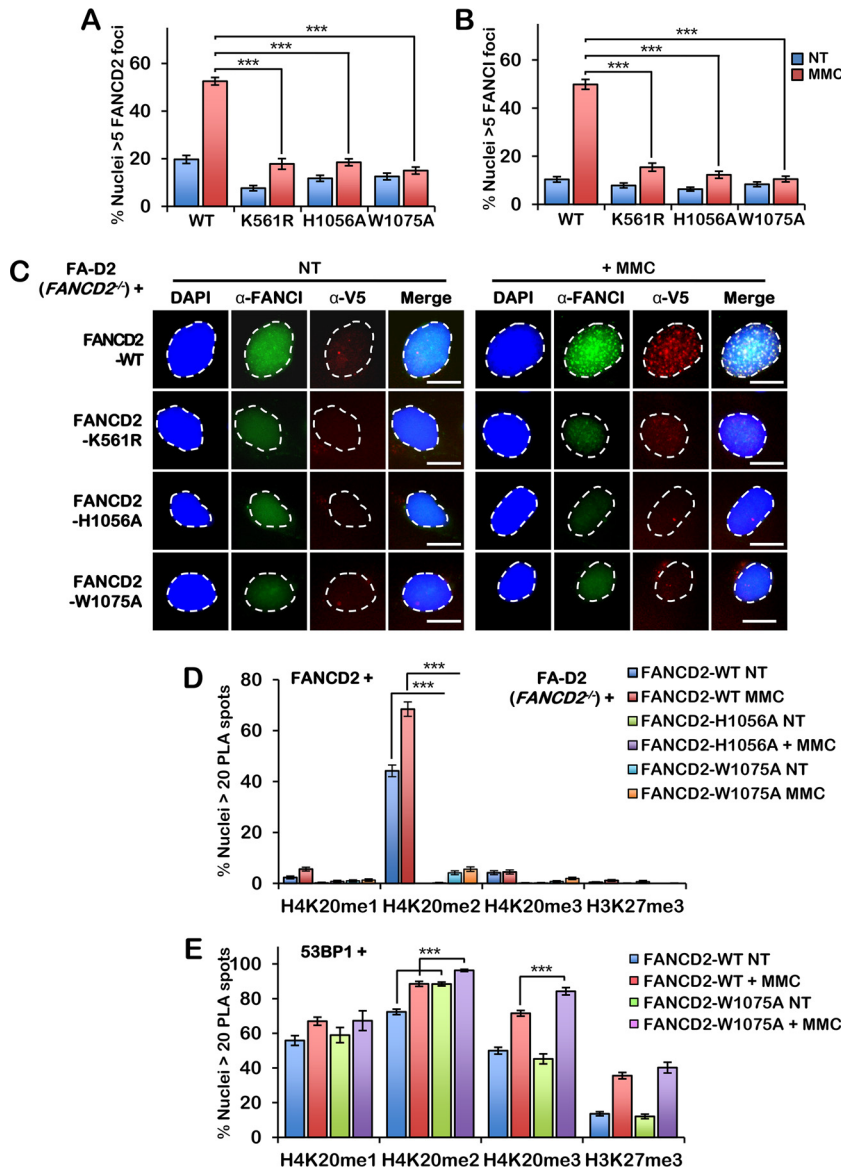 A
% Nuclei >5 FANCD2 foci
60
40
20
0
***
***
***
WT K561R H1056A W1075A
B
% Nuclei >5 FANCI foci
60
40
20
0
***
***
***
WT K561R H1056A W1075A
NT
MMC
C
FA-D2
(FANCD2-/-) +
NT
+ MMC
DAPI α-FANCI α-V5 Merge
DAPI α-FANCI α-V5 Merge
FANCD2
-WT
FANCD2
-K561R
FANCD2
-H1056A
FANCD2
-W1075A
D
% Nuclei > 20 PLA spots
80
60
40
20
0
FANCD2 +
***
***
FA-D2
(FANCD2-/-) +
FANCD2-WT NT
FANCD2-WT MMC
FANCD2-H1056A NT
FANCD2-H1056A + MMC
FANCD2-W1075A NT
FANCD2-W1075A MMC
H4K20me1 H4K20me2 H4K20me3 H3K27me3
E
% Nuclei > 20 PLA spots
100
80
60
40
20
0
53BP1 +
***
***
FANCD2-WT NT
FANCD2-WT + MMC
FANCD2-W1075A NT
FANCD2-W1075A + MMC
H4K20me1 H4K20me2 H4K20me3 H3K27me3